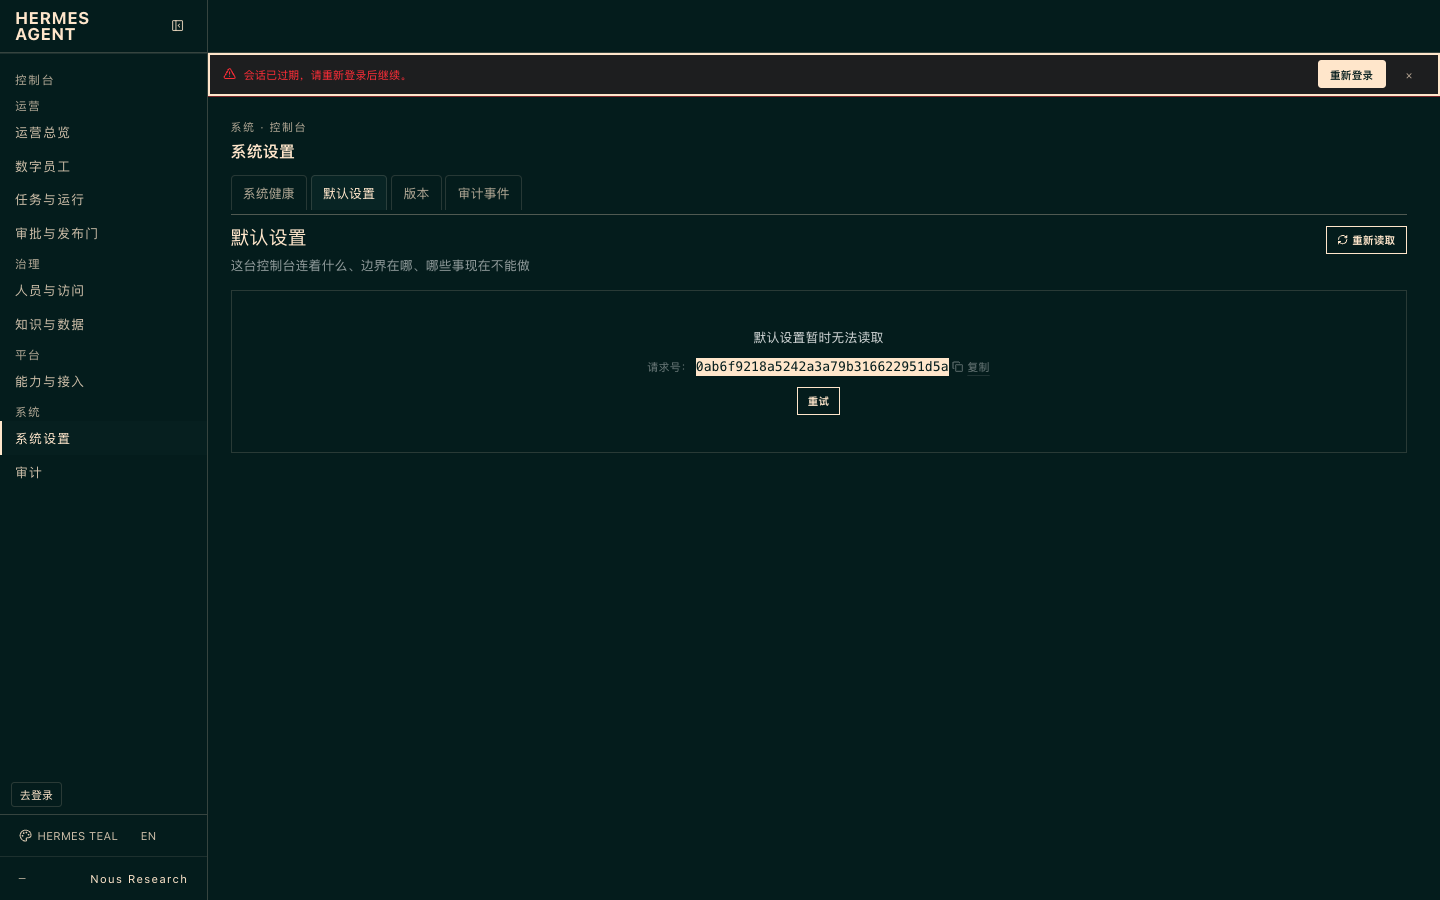 HERMES
AGENT
控制台
运营
运营总览
数字员工
任务与运行
审批与发布门
治理
人员与访问
知识与数据
平台
能力与接入
系统
系统设置
审计
去登录
HERMES TEAL EN
— Nous Research
会话已过期，请重新登录后继续。
重新登录 ×
系统 · 控制台
系统设置
系统健康 默认设置 版本 审计事件
默认设置
重新读取
这台控制台连着什么、边界在哪、哪些事现在不能做
默认设置暂时无法读取
请求号： 0ab6f9218a5242a3a79b316622951d5a 复制
重试